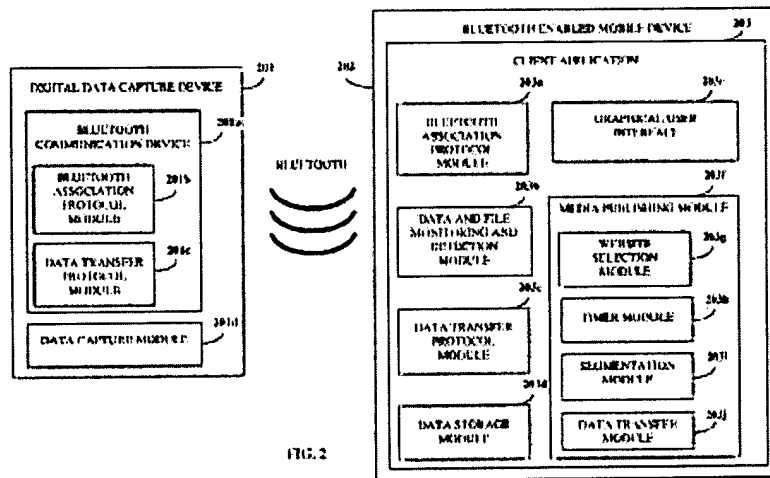 BLUETOOTH ENABLED MOBILE DEVICE
203
CLIENT APPLICATION
201
202
DIGITAL DATA CAPTURE DEVICE
BLUETOOTH
COMMUNICATION DEVICE
201a
BLUETOOTH
ASSOCIATION
PROTOCOL
MODULE
201b
DATA TRANSFER
PROTOCOL
MODULE
201c
DATA CAPTURE MODULE
201d
BLUETOOTH
203a
BLUETOOTH
ASSOCIATION
PROTOCOL
MODULE
203e
GRAPHICAL USER
INTERFACE
203b
DATA AND FILE
MONITORING AND
DETECTION
MODULE
203f
MEDIA PUBLISHING MODULE
WEBSITE
SELECTION
MODULE
203g
203c
DATA TRANSFER
PROTOCOL
MODULE
TIMER MODULE
203h
SEGMENTATION
MODULE
203i
203d
DATA STORAGE
MODULE
DATA TRANSFER
MODULE
203j
FIG. 2